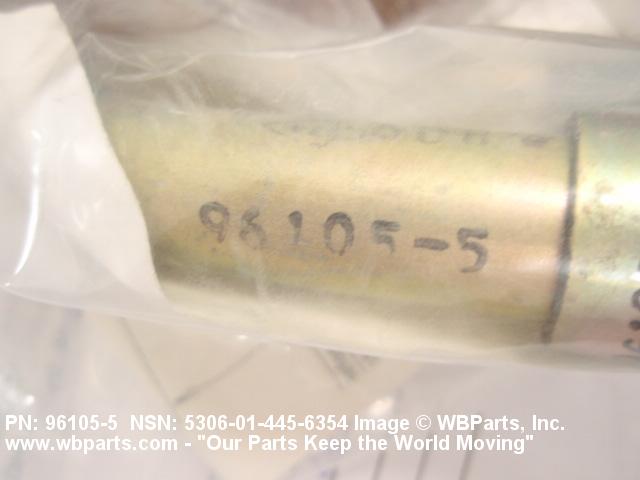 96105-5
PN: 96105-5 NSN: 5306-01-445-6354 Image © WBParts, Inc.
www.wbparts.com - "Our Parts Keep the World Moving"